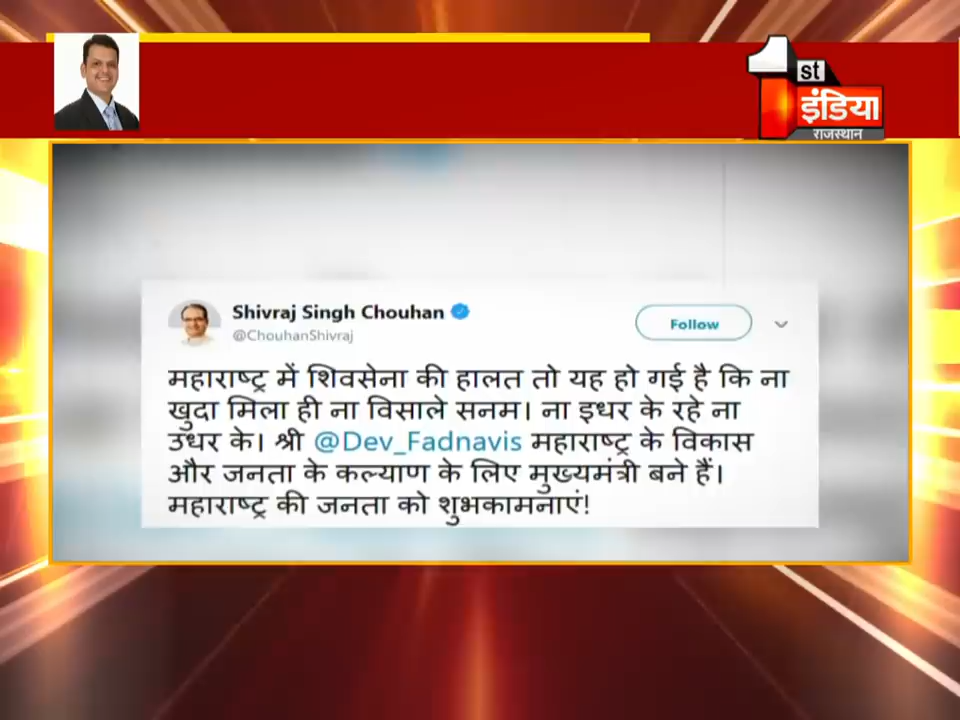 1st
इंडिया
राजस्थान
Shivraj Singh Chouhan
@ChouhanShivraj
Follow
महाराष्ट्र में शिवसेना की हालत तो यह हो गई है कि ना
खुदा मिला ही ना विसाले सनम। ना इधर के रहे ना
उधर के। श्री @Dev_Fadnavis महाराष्ट्र के विकास
और जनता के कल्याण के लिए मुख्यमंत्री बने हैं।
महाराष्ट्र की जनता को शुभकामनाएं!